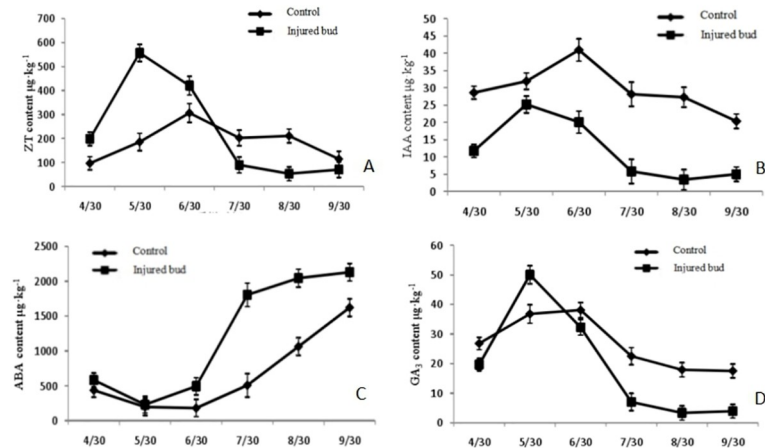 700
600
500
400
300
200
100
0
ZT content µg·kg⁻¹
Control
Injured bud
A
4/30 5/30 6/30 7/30 8/30 9/30
50
45
40
35
30
25
20
15
10
5
0
IAA content µg kg⁻¹
Control
Injured bud
B
4/30 5/30 6/30 7/30 8/30 9/30
2500
2000
1500
1000
500
0
ABA content µg·kg⁻¹
Control
Injured bud
C
4/30 5/30 6/30 7/30 8/30 9/30
60
50
40
30
20
10
0
GA₃ content µg·kg⁻¹
Control
Injured bud
D
4/30 5/30 6/30 7/30 8/30 9/30